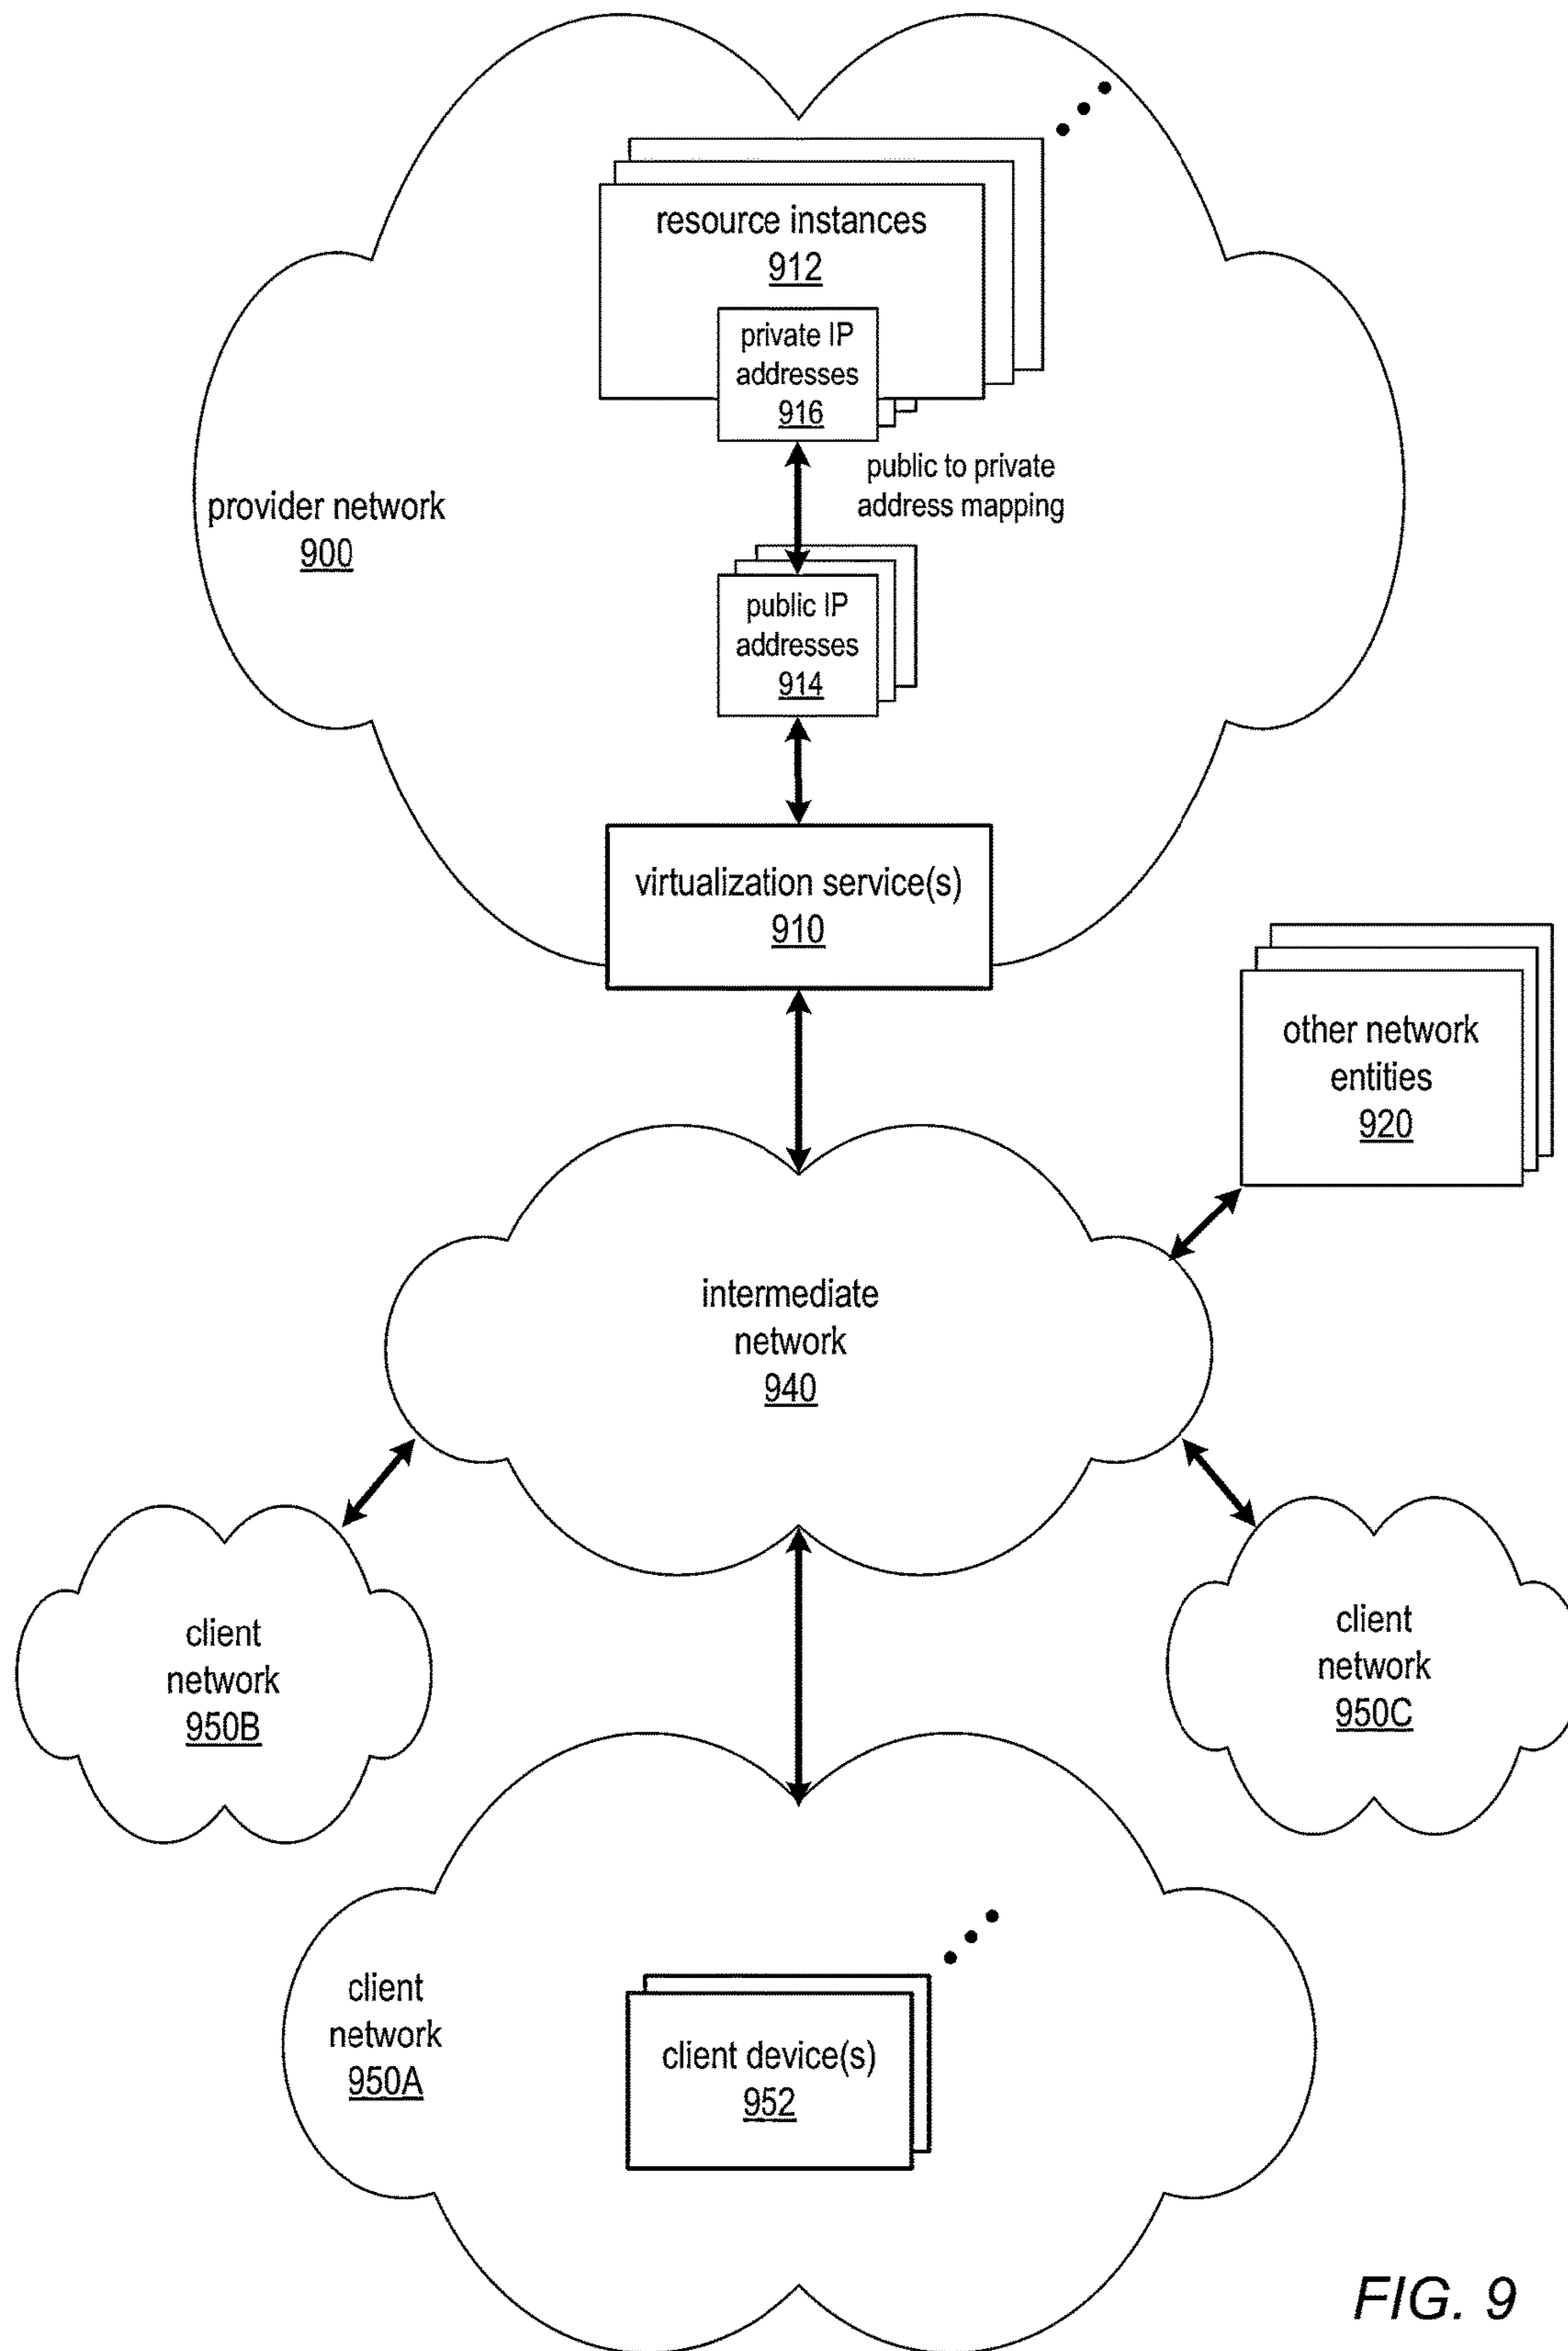 resource instances
912
private IP
addresses
916
public to private
address mapping
provider network
900
public IP
addresses
914
virtualization service(s)
910
other network
entities
920
intermediate
network
940
client
network
950B
client
network
950C
client
network
950A
client device(s)
952
FIG. 9